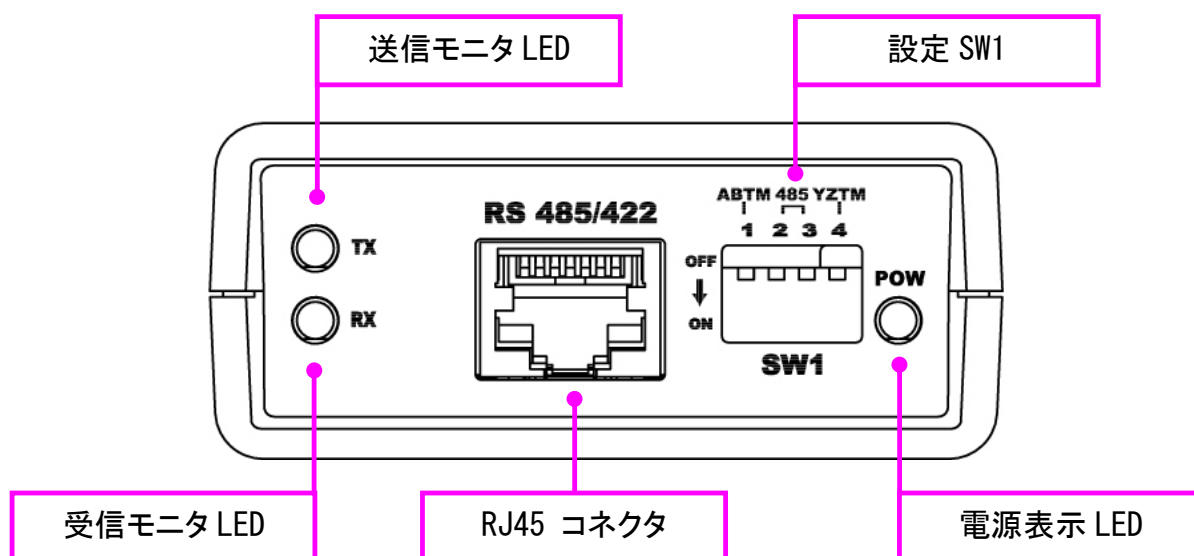 送信モニタ LED
設定 SW1
RS 485/422
ABTM 485 YZTM
1 2 3 4
TX
OFF
POW
RX
ON
SW1
受信モニタ LED
RJ45 コネクタ
電源表示 LED